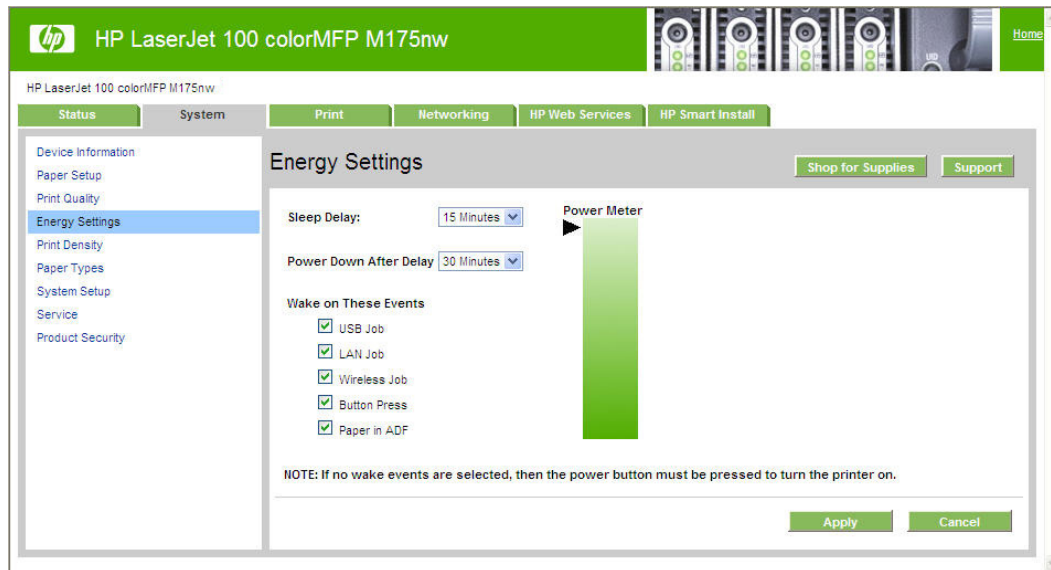 hp HP LaserJet 100 colorMFP M175nw
UID
Home
HP LaserJet 100 colorMFP M175nw
Status System Print Networking HP Web Services HP Smart Install
Device Information
Paper Setup
Print Quality
Energy Settings
Print Density
Paper Types
System Setup
Service
Product Security
Energy Settings
Shop for Supplies Support
Sleep Delay: 15 Minutes
Power Meter
Power Down After Delay 30 Minutes
Wake on These Events
USB Job
LAN Job
Wireless Job
Button Press
Paper in ADF
NOTE: If no wake events are selected, then the power button must be pressed to turn the printer on.
Apply Cancel